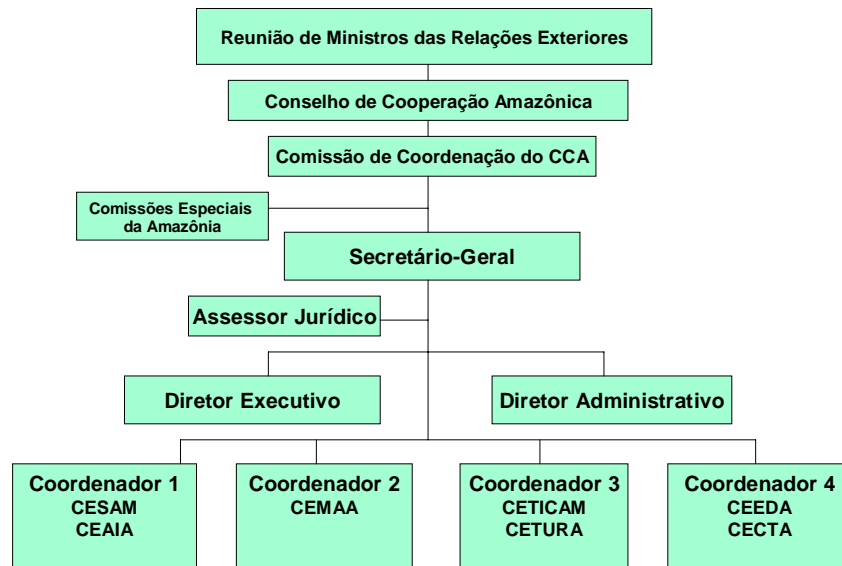 Reunião de Ministros das Relações Exteriores
Conselho de Cooperação Amazônica
Comissão de Coordenação do CCA
Comissões Especiais
da Amazônia
Secretário-Geral
Assessor Jurídico
Diretor Executivo
Diretor Administrativo
Coordenador 1
CESAM
CEAIA
Coordenador 2
CEMAA
Coordenador 3
CETICAM
CETURA
Coordenador 4
CEEDA
CECTA